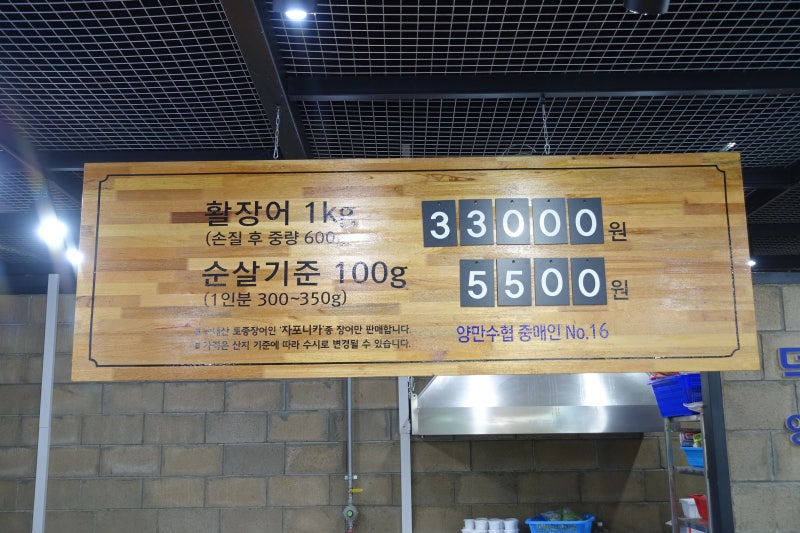 활장어 1kg
33000원
(손질 후 중량 600
순살기준 100g
5500원
(1인분 300~350g)
토종장어인 '자포니카'종 장어만 판매합니다.
※가격은 산지 기준에 따라 수시로 변경될 수 있습니다.
양만수협 중매인 No.16